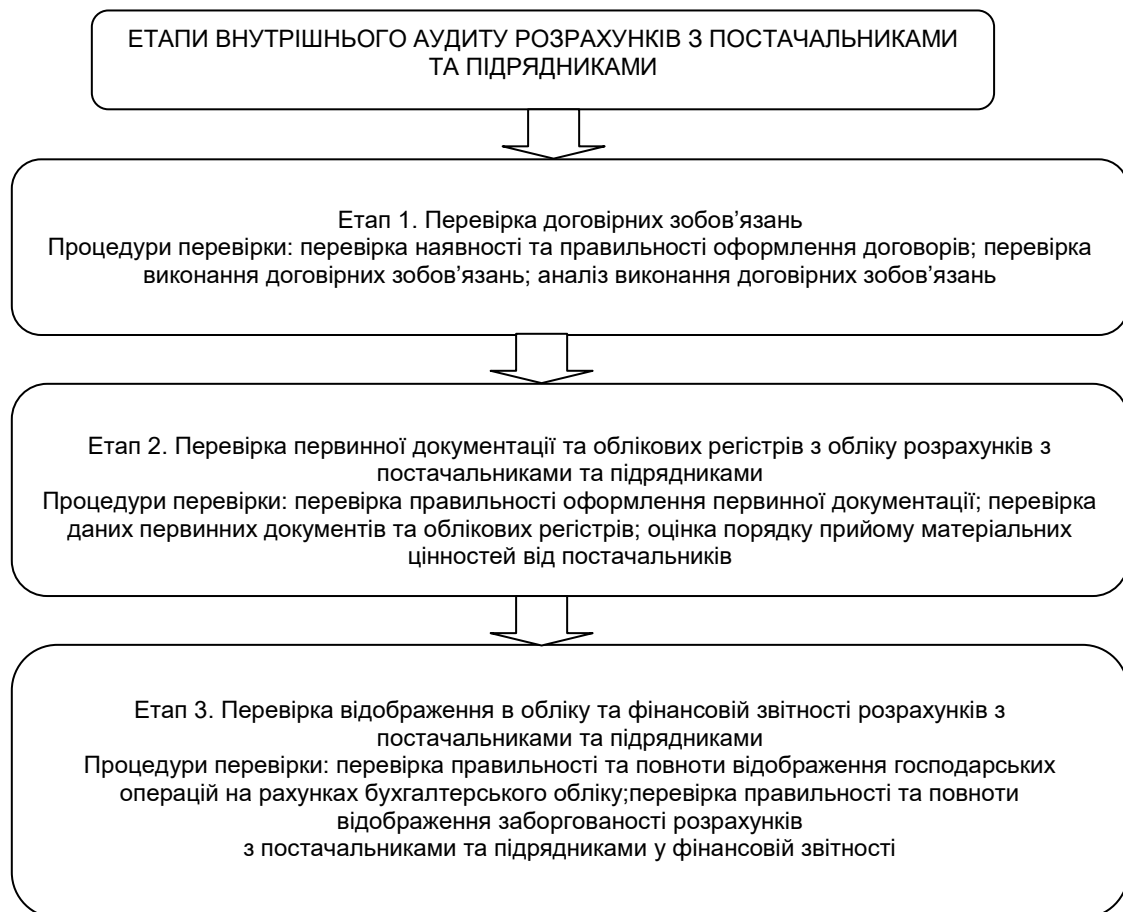 ЕТАПИ ВНУТРІШНЬОГО АУДИТУ РОЗРАХУНКІВ З ПОСТАЧАЛЬНИКАМИ
ТА ПІДРЯДНИКАМИ
Етап 1. Перевірка договірних зобов’язань
Процедури перевірки: перевірка наявності та правильності оформлення договорів; перевірка
виконання договірних зобов’язань; аналіз виконання договірних зобов’язань
Етап 2. Перевірка первинної документації та облікових регістрів з обліку розрахунків з
постачальниками та підрядниками
Процедури перевірки: перевірка правильності оформлення первинної документації; перевірка
даних первинних документів та облікових регістрів; оцінка порядку прийому матеріальних
цінностей від постачальників
Етап 3. Перевірка відображення в обліку та фінансовій звітності розрахунків з
постачальниками та підрядниками
Процедури перевірки: перевірка правильності та повноти відображення господарських
операцій на рахунках бухгалтерського обліку;перевірка правильності та повноти
відображення заборгованості розрахунків
з постачальниками та підрядниками у фінансовій звітності